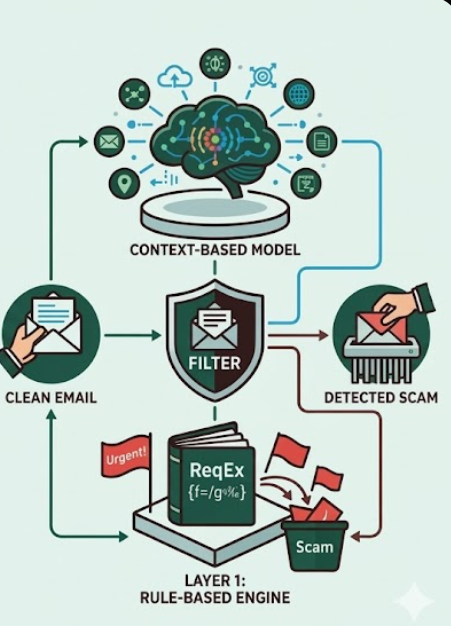 CONTEXT-BASED MODEL
FILTER
CLEAN EMAIL
DETECTED SCAM
Urgent!
ReqEx
Scam
LAYER 1:
RULE-BASED ENGINE